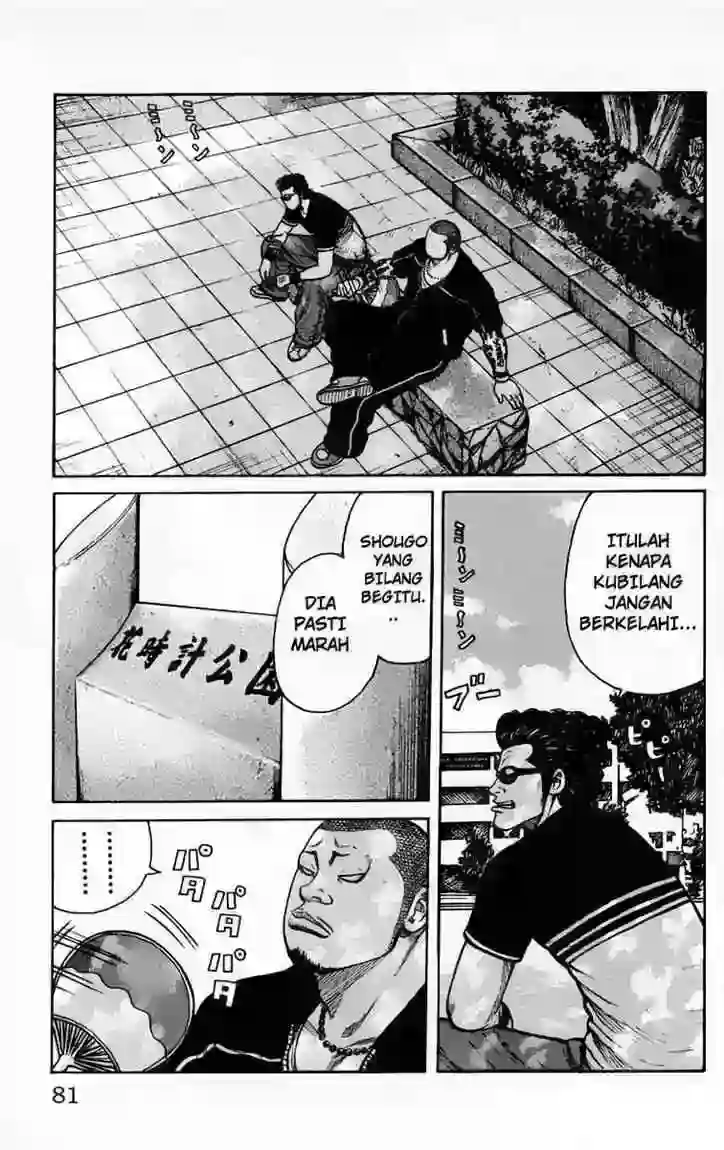 ミーンミーン
ミーンミーン
ITULAH
KENAPA
KUBILANG
JANGAN
BERKELAHI...
ブー
ピピー
SHOUGO
YANG
BILANG
BEGITU.
..
DIA
PASTI
MARAH
花時計公園
パタ
パタ
パタ
81